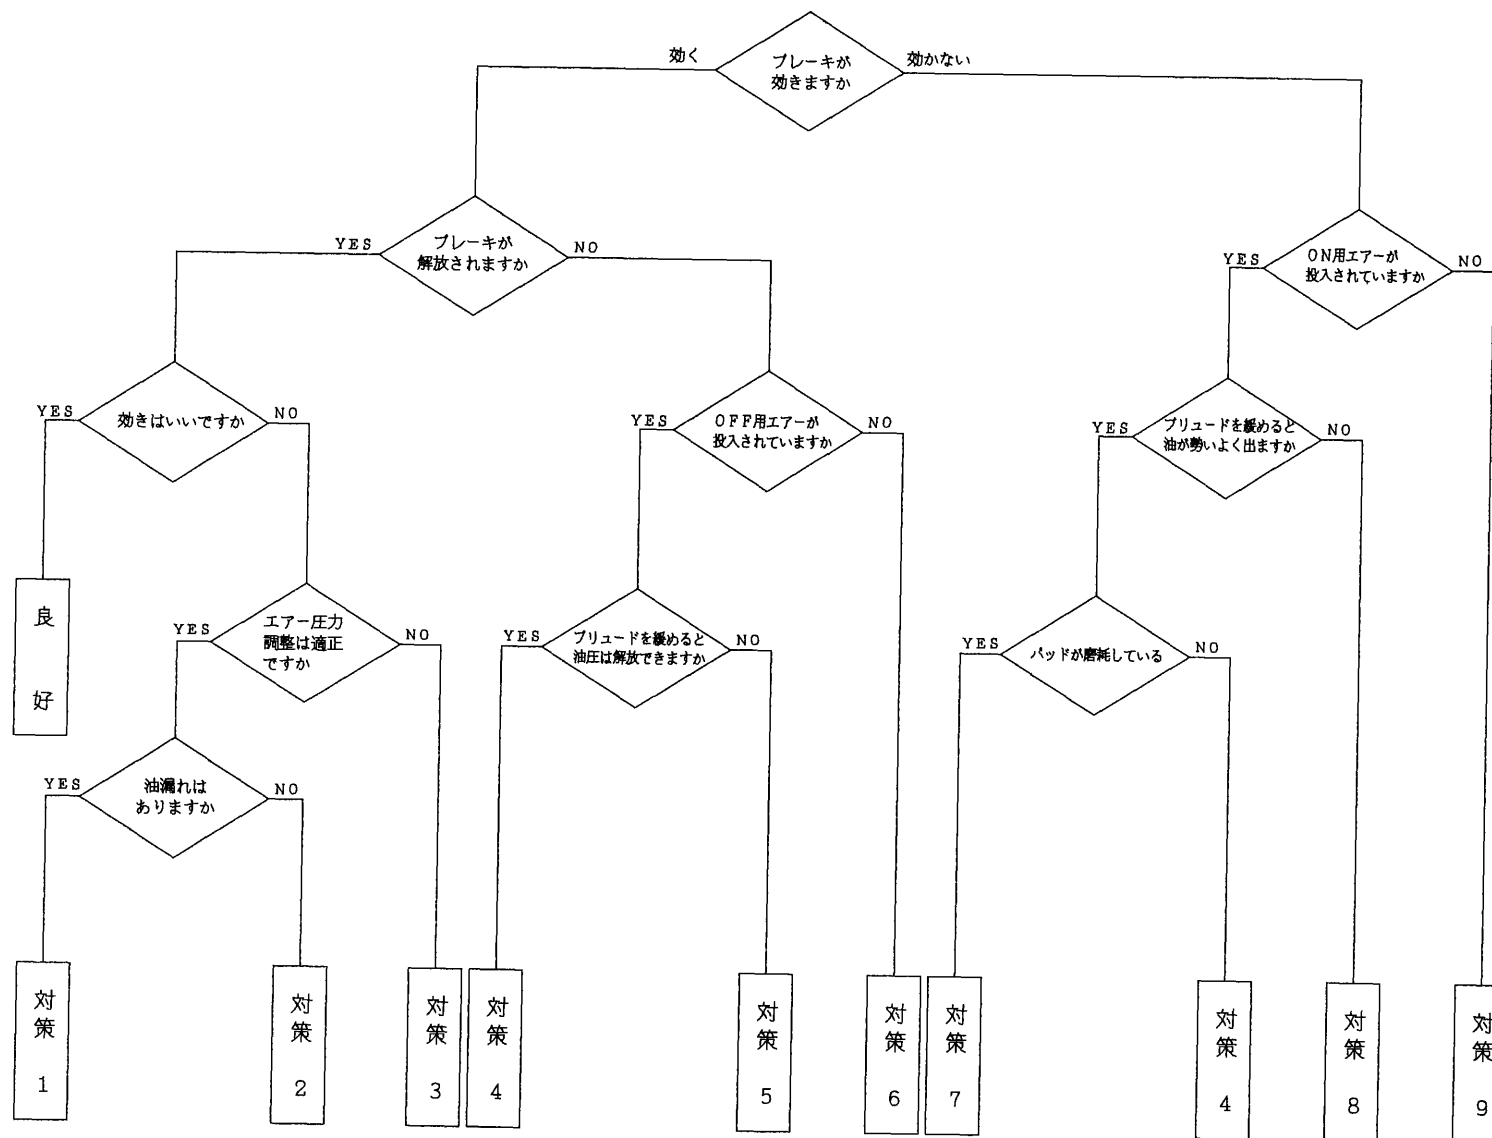 効く
ブレーキが
効きますか
効かない
YES
ブレーキが
解放されますか
NO
YES
ON用エアーが
投入されていますか
NO
YES
効きはいいですか
NO
YES
OFF用エアーが
投入されていますか
NO
YES
ブリュードを緩めると
油が勢いよく出ますか
NO
良
好
YES
エアー圧力
調整は適正
ですか
NO
YES
ブリュードを緩めると
油圧は解放できますか
NO
YES
パッドが磨耗している
NO
YES
油漏れは
ありますか
NO
対
策
1
対
策
2
対
策
3
対
策
4
対
策
5
対
策
6
対
策
7
対
策
4
対
策
8
対
策
9